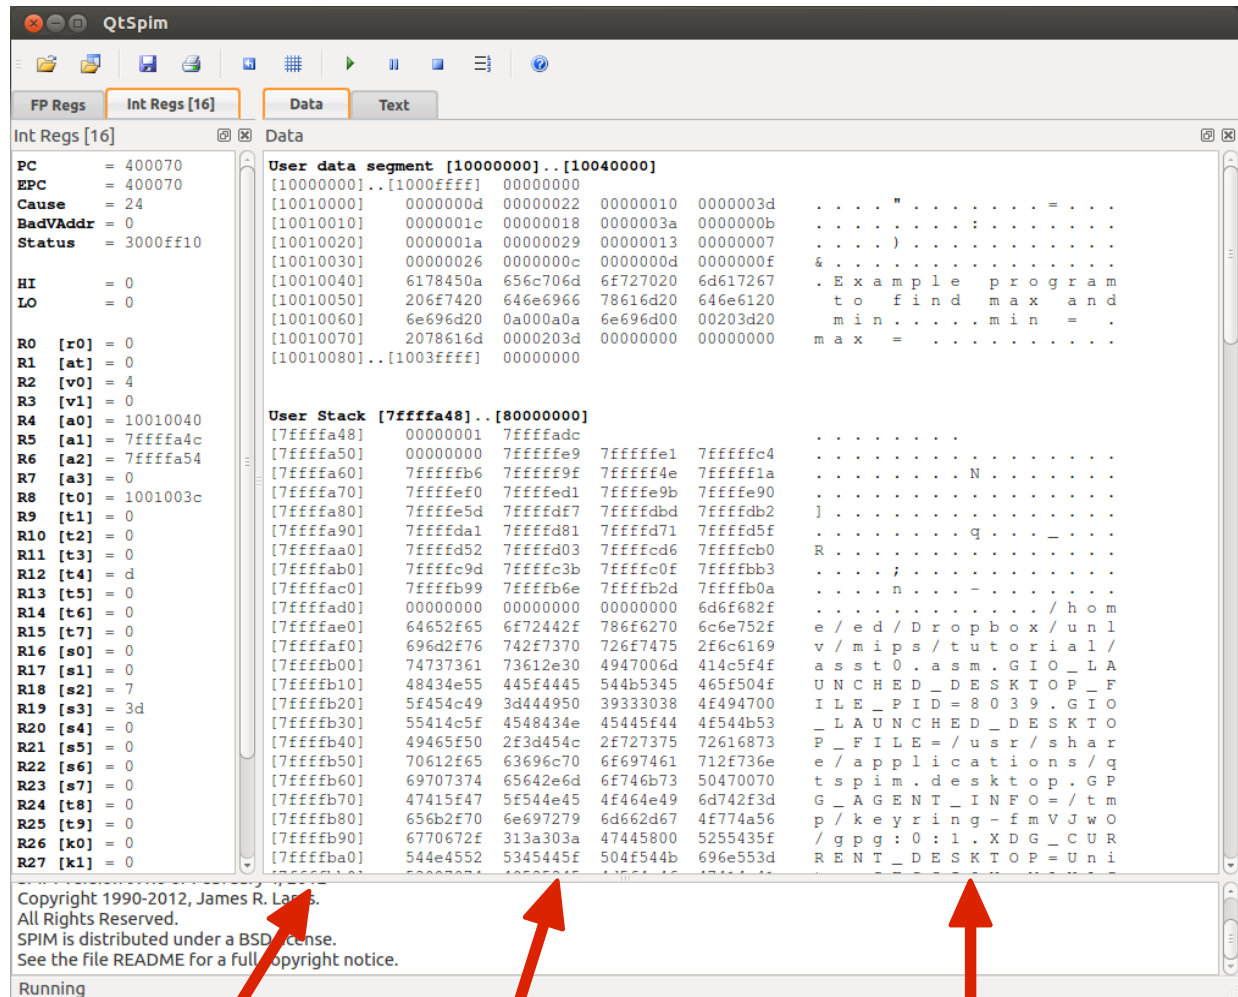 QtSpim
FP Regs Int Regs [16] Data Text
Int Regs [16] Data
PC = 400070
EPC = 400070
Cause = 24
BadVAddr = 0
Status = 3000ff10
HI = 0
LO = 0
R0 [r0] = 0
R1 [at] = 0
R2 [v0] = 4
R3 [v1] = 0
R4 [a0] = 10010040
R5 [a1] = 7ffffa4c
R6 [a2] = 7ffffa54
R7 [a3] = 0
R8 [t0] = 1001003c
R9 [t1] = 0
R10 [t2] = 0
R11 [t3] = 0
R12 [t4] = d
R13 [t5] = 0
R14 [t6] = 0
R15 [t7] = 0
R16 [s0] = 0
R17 [s1] = 0
R18 [s2] = 7
R19 [s3] = 3d
R20 [s4] = 0
R21 [s5] = 0
R22 [s6] = 0
R23 [s7] = 0
R24 [t8] = 0
R25 [t9] = 0
R26 [k0] = 0
R27 [k1] = 0
User data segment [10000000]..[10040000]
[10000000]..[1000ffff] 00000000
[10010000] 0000000d 00000022 00000010 0000003d . . . . " . . . . . . . = . . .
[10010010] 0000001c 00000018 0000003a 0000000b . . . . . . . . : . . . . . . .
[10010020] 0000001a 00000029 00000013 00000007 . . . . ) . . . . . . . . . . .
[10010030] 00000026 0000000c 0000000d 0000000f & . . . . . . . . . . . . . . .
[10010040] 6178450a 656c706d 6f727020 6d617267 . E x a m p l e   p r o g r a m
[10010050] 206f7420 646e6966 78616d20 646e6120   t o   f i n d   m a x   a n d
[10010060] 6e696d20 0a000a0a 6e696d00 00203d20   m i n . . . . . m i n   =   .
[10010070] 2078616d 0000203d 00000000 00000000 m a x   =   . . . . . . . . . .
[10010080]..[1003ffff] 00000000
User Stack [7ffffa48]..[80000000]
[7ffffa48] 00000001 7ffffadc . . . . . . . .
[7ffffa50] 00000000 7fffffe9 7fffffe1 7fffffc4 . . . . . . . . . . . . . . . .
[7ffffa60] 7fffffb6 7fffff9f 7fffff4e 7fffff1a . . . . . . . . N . . . . . . .
[7ffffa70] 7ffffef0 7ffffed1 7ffffe9b 7ffffe90 . . . . . . . . . . . . . . . .
[7ffffa80] 7ffffe5d 7ffffdf7 7ffffdbd 7ffffdb2 ] . . . . . . . . . . . . . . .
[7ffffa90] 7ffffda1 7ffffd81 7ffffd71 7ffffd5f . . . . . . . . q . . . _ . . .
[7ffffaa0] 7ffffd52 7ffffd03 7ffffcd6 7ffffcb0 R . . . . . . . . . . . . . . .
[7ffffab0] 7ffffc9d 7ffffc3b 7ffffc0f 7ffffbb3 . . . . ; . . . . . . . . . . .
[7ffffac0] 7ffffb99 7ffffb6e 7ffffb2d 7ffffb0a . . . . n . . . - . . . . . . .
[7ffffad0] 00000000 00000000 00000000 6d6f682f . . . . . . . . . . . . / h o m
[7ffffae0] 64652f65 6f72442f 786f6270 6c6e752f e / e d / D r o p b o x / u n l
[7ffffaf0] 696d2f76 742f7370 726f7475 2f6c6169 v / m i p s / t u t o r i a l /
[7ffffb00] 74737361 73612e30 4947006d 414c5f4f a s s t 0 . a s m . G I O _ L A
[7ffffb10] 48434e55 445f4445 544b5345 465f504f U N C H E D _ D E S K T O P _ F
[7ffffb20] 5f454c49 3d444950 39333038 4f494700 I L E _ P I D = 8 0 3 9 . G I O
[7ffffb30] 55414c5f 4548434e 45445f44 4f544b53 _ L A U N C H E D _ D E S K T O
[7ffffb40] 49465f50 2f3d454c 2f727375 72616873 P _ F I L E = / u s r / s h a r
[7ffffb50] 70612f65 63696c70 6f697461 712f736e e / a p p l i c a t i o n s / q
[7ffffb60] 69707374 65642e6d 6f746b73 50470070 t s p i m . d e s k t o p . G P
[7ffffb70] 47415f47 5f544e45 4f464e49 6d742f3d G _ A G E N T _ I N F O = / t m
[7ffffb80] 656b2f70 6e697279 6d662d67 4f774a56 p / k e y r i n g - f m V J w O
[7ffffb90] 6770672f 313a303a 47445800 5255435f / g p g : 0 : 1 . X D G _ C U R
[7ffffba0] 544e4552 5345445f 504f544b 696e553d R E N T _ D E S K T O P = U n i
Copyright 1990-2012, James R.
All Rights Reserved.
SPIM is distributed under a BSD
See the file README for a full copyright notice.
Running